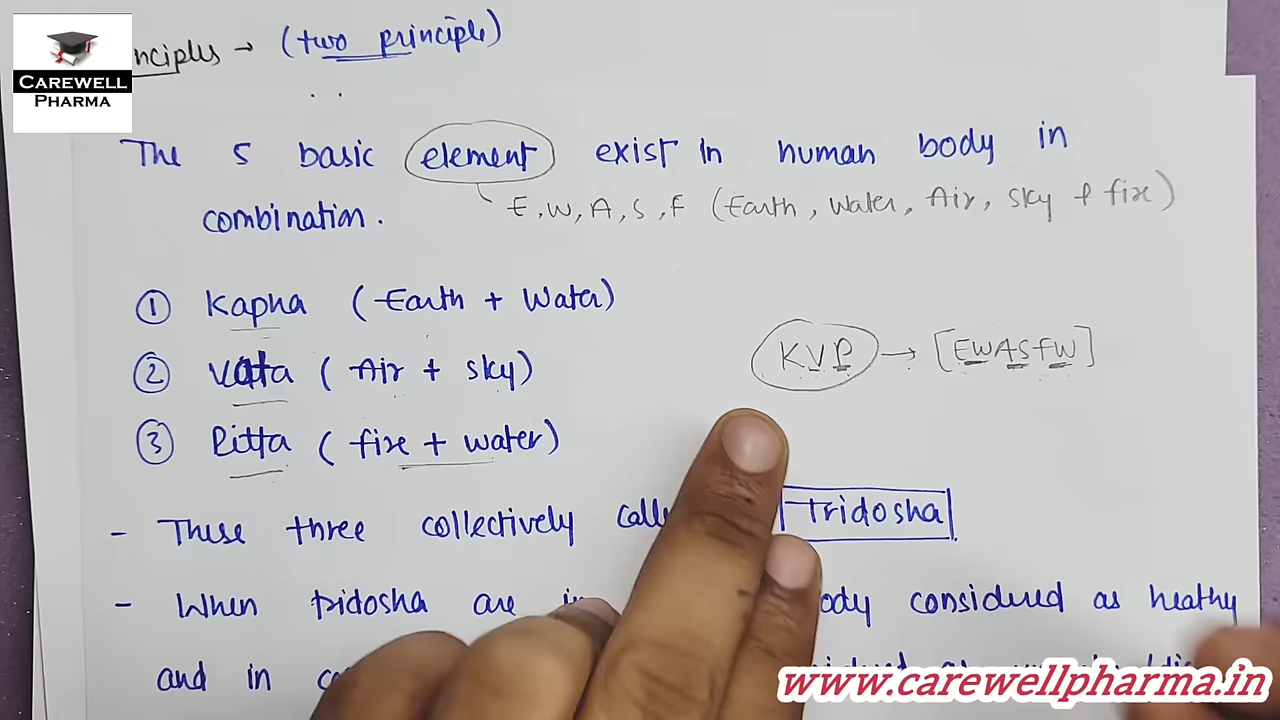 CAREWELL
PHARMA
nciples → (two principle)
The 5 basic element exist in human body in
combination.
E, W, A, S, F (Earth, Water, Air, Sky & fire)
① Kapha (Earth + Water)
② Vata (Air + sky)
KVP → [EWASFW]
③ Pitta (fire + water)
- These three collectively Tridosha
- When tridosha are considered as heathy
and in
www.carewellpharma.in